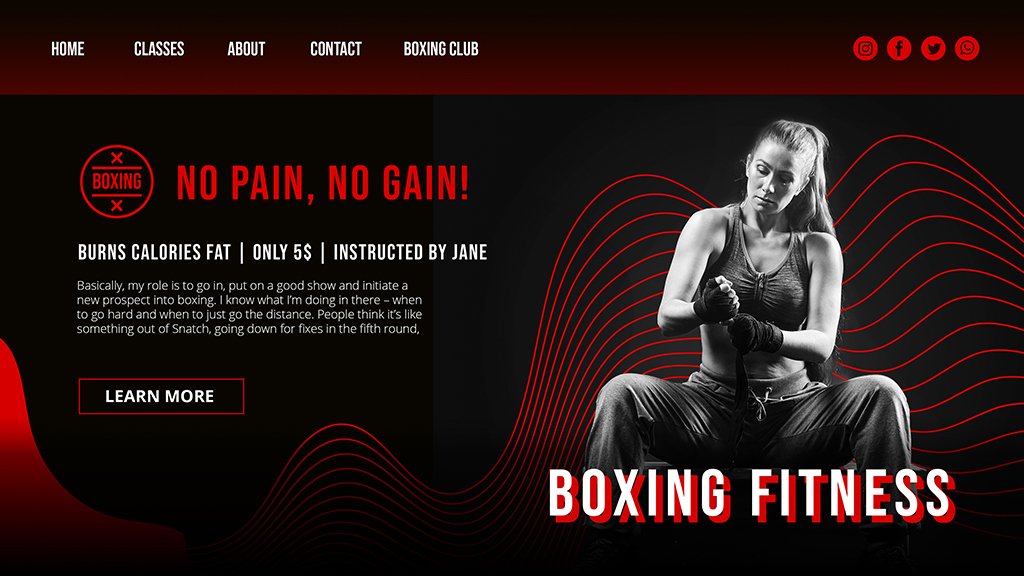 HOME CLASSES ABOUT CONTACT BOXING CLUB
BOXING
NO PAIN, NO GAIN!
BURNS CALORIES FAT | ONLY 5$ | INSTRUCTED BY JANE
Basically, my role is to go in, put on a good show and initiate a
new prospect into boxing. I know what I'm doing in there – when
to go hard and when to just go the distance. People think it's like
something out of Snatch, going down for fixes in the fifth round,
LEARN MORE
BOXING FITNESS